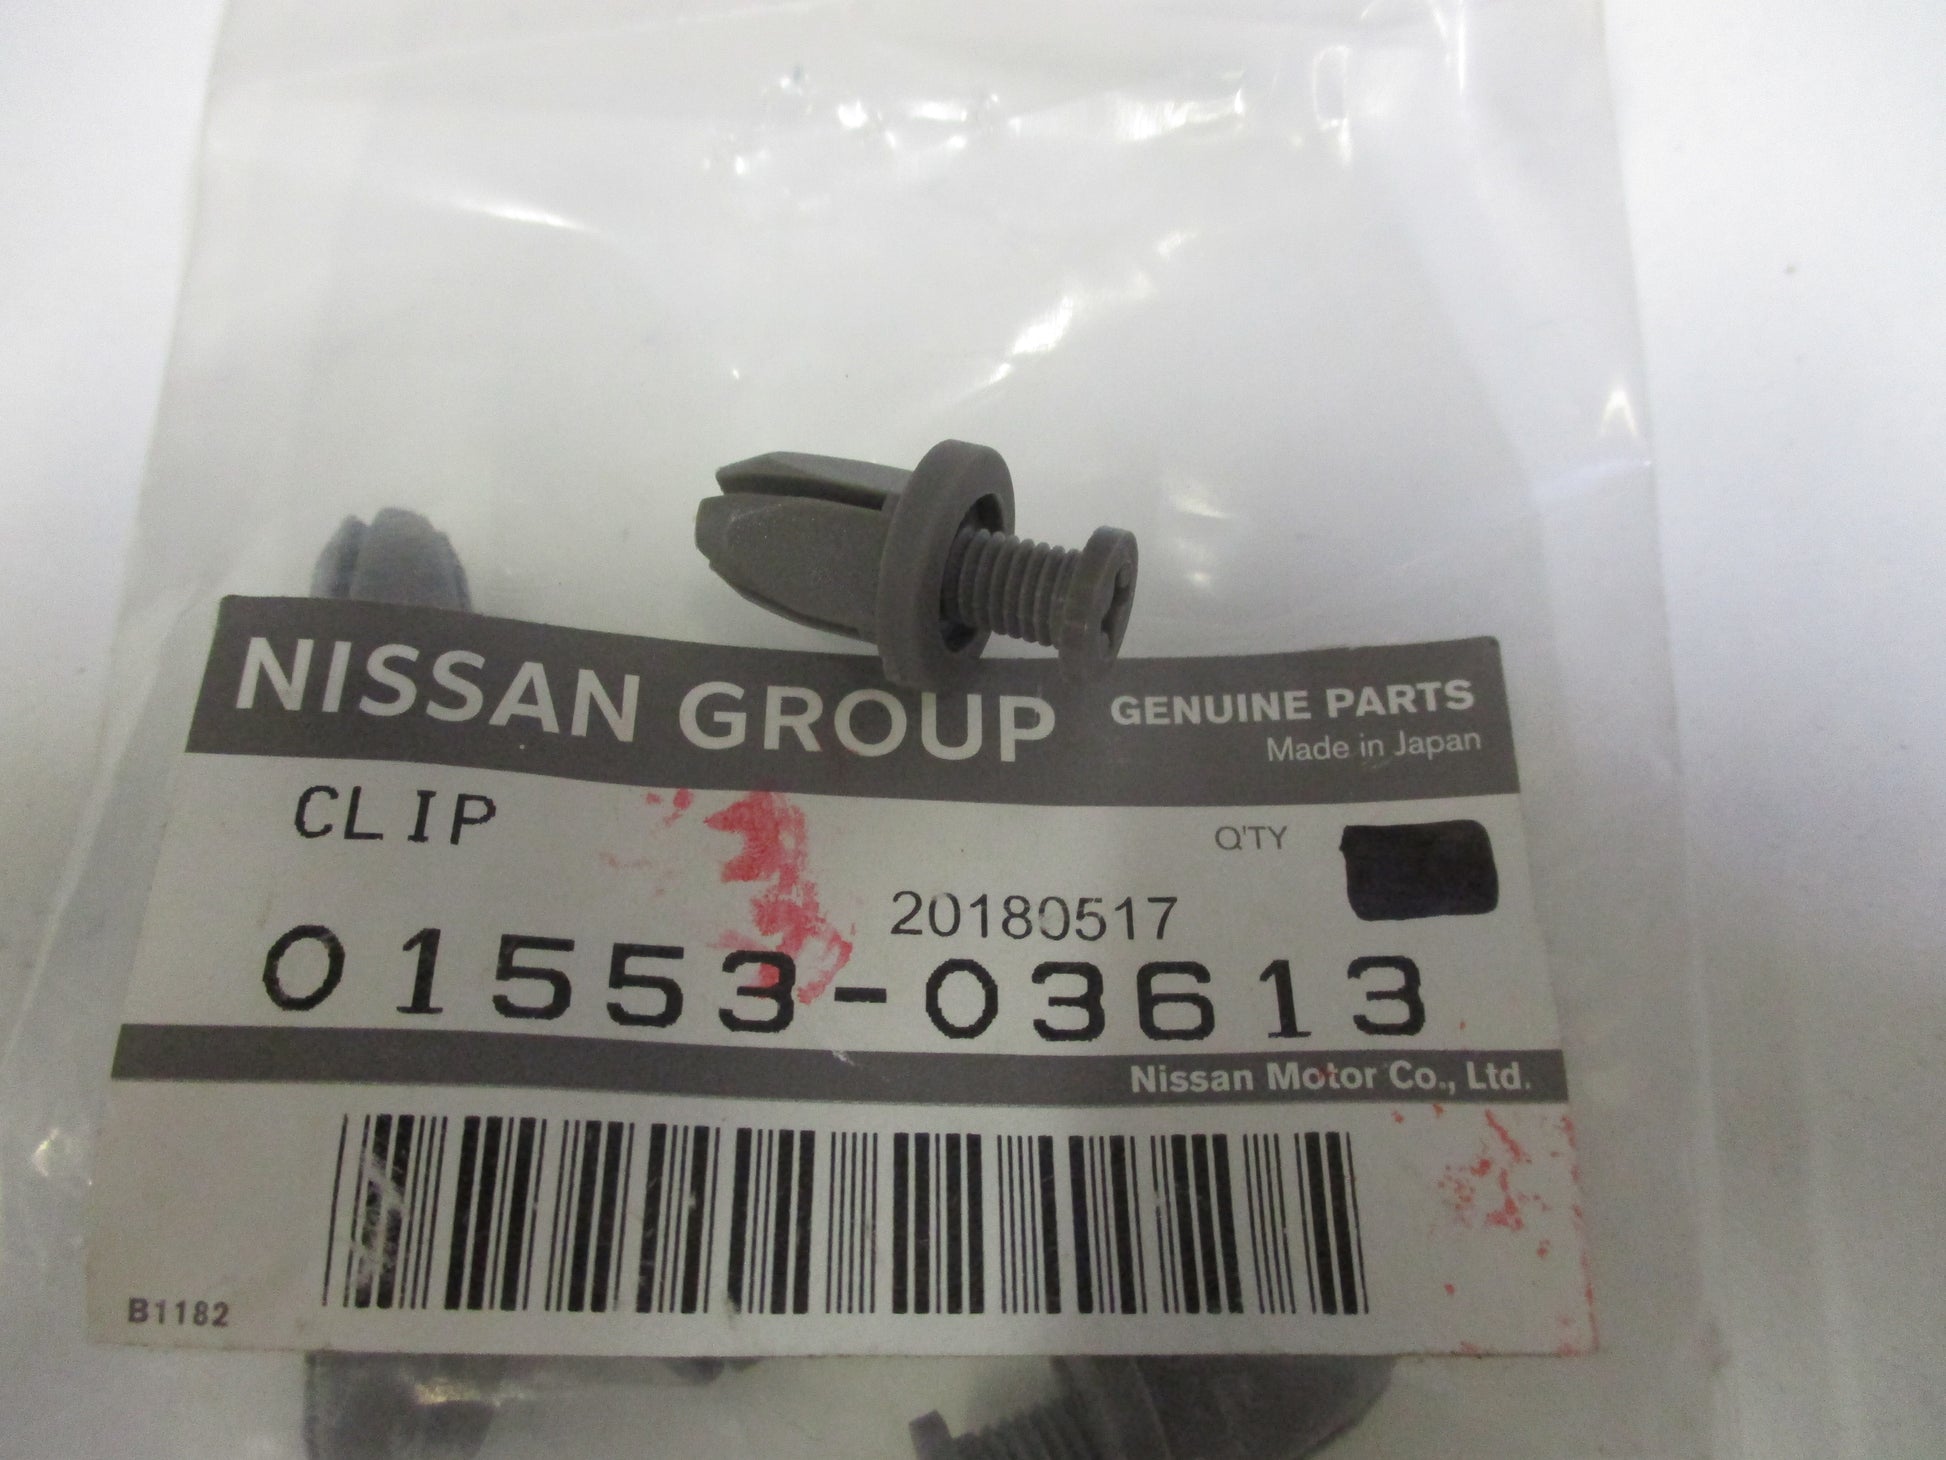 NISSAN GROUP
GENUINE PARTS
Made in Japan
CLIP
Q'TY
20180517
01553-03613
Nissan Motor Co., Ltd.
B1182